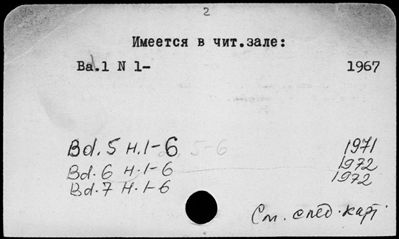 2
Имеется в чит.зале:
Ba.1 N 1- 1967
Bd. 5 H. 1-6 1971
Bd. 6 H. 1-6 1972
Bd. 7 H. 1-6 1972
См. спец. карт.